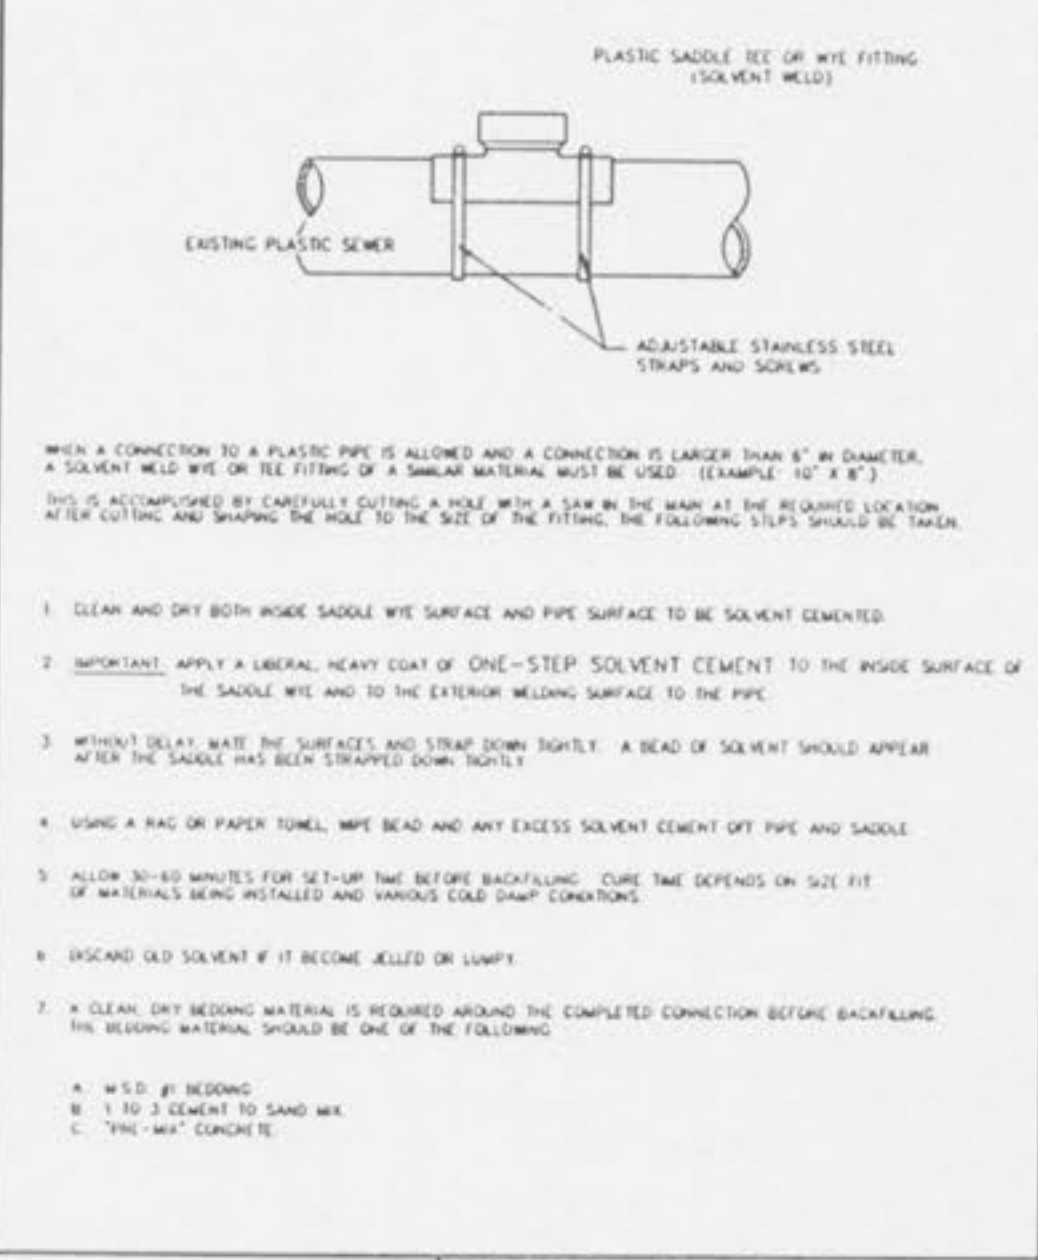 PLASTIC SADDLE TEE OR WYE FITTING
(SOLVENT WELD)
EXISTING PLASTIC SEWER
ADJUSTABLE STAINLESS STEEL
STRAPS AND SCREWS
WHEN A CONNECTION TO A PLASTIC PIPE IS ALLOWED AND A CONNECTION IS LARGER THAN 6" IN DIAMETER,
A SOLVENT WELD WYE OR TEE FITTING OF A SIMILAR MATERIAL MUST BE USED. (EXAMPLE: 10" X 8".)
THIS IS ACCOMPLISHED BY CAREFULLY CUTTING A HOLE WITH A SAW IN THE MAIN AT THE REQUIRED LOCATION
AFTER CUTTING AND SHAPING THE HOLE TO THE SIZE OF THE FITTING, THE FOLLOWING STEPS SHOULD BE TAKEN.
1. CLEAN AND DRY BOTH INSIDE SADDLE WYE SURFACE AND PIPE SURFACE TO BE SOLVENT CEMENTED.
2. IMPORTANT: APPLY A LIBERAL, HEAVY COAT OF ONE-STEP SOLVENT CEMENT TO THE INSIDE SURFACE OF
THE SADDLE WYE AND TO THE EXTERIOR WELDING SURFACE TO THE PIPE.
3. WITHOUT DELAY, MATE THE SURFACES AND STRAP DOWN TIGHTLY. A BEAD OF SOLVENT SHOULD APPEAR
AFTER THE SADDLE HAS BEEN STRAPPED DOWN TIGHTLY.
4. USING A RAG OR PAPER TOWEL, WIPE BEAD AND ANY EXCESS SOLVENT CEMENT OFF PIPE AND SADDLE.
5. ALLOW 30-60 MINUTES FOR SET-UP TIME BEFORE BACKFILLING. CURE TIME DEPENDS ON SIZE FIT
OF MATERIALS BEING INSTALLED AND VARIOUS COLD DAMP CONDITIONS.
6. DISCARD OLD SOLVENT IF IT BECOME JELLED OR LUMPY.
7. A CLEAN, DRY BEDDING MATERIAL IS REQUIRED AROUND THE COMPLETED CONNECTION BEFORE BACKFILLING.
THE BEDDING MATERIAL SHOULD BE ONE OF THE FOLLOWING
A. M.S.D. #1 BEDDING
B. 1 TO 3 CEMENT TO SAND MIX.
C. "PRE-MIX" CONCRETE.